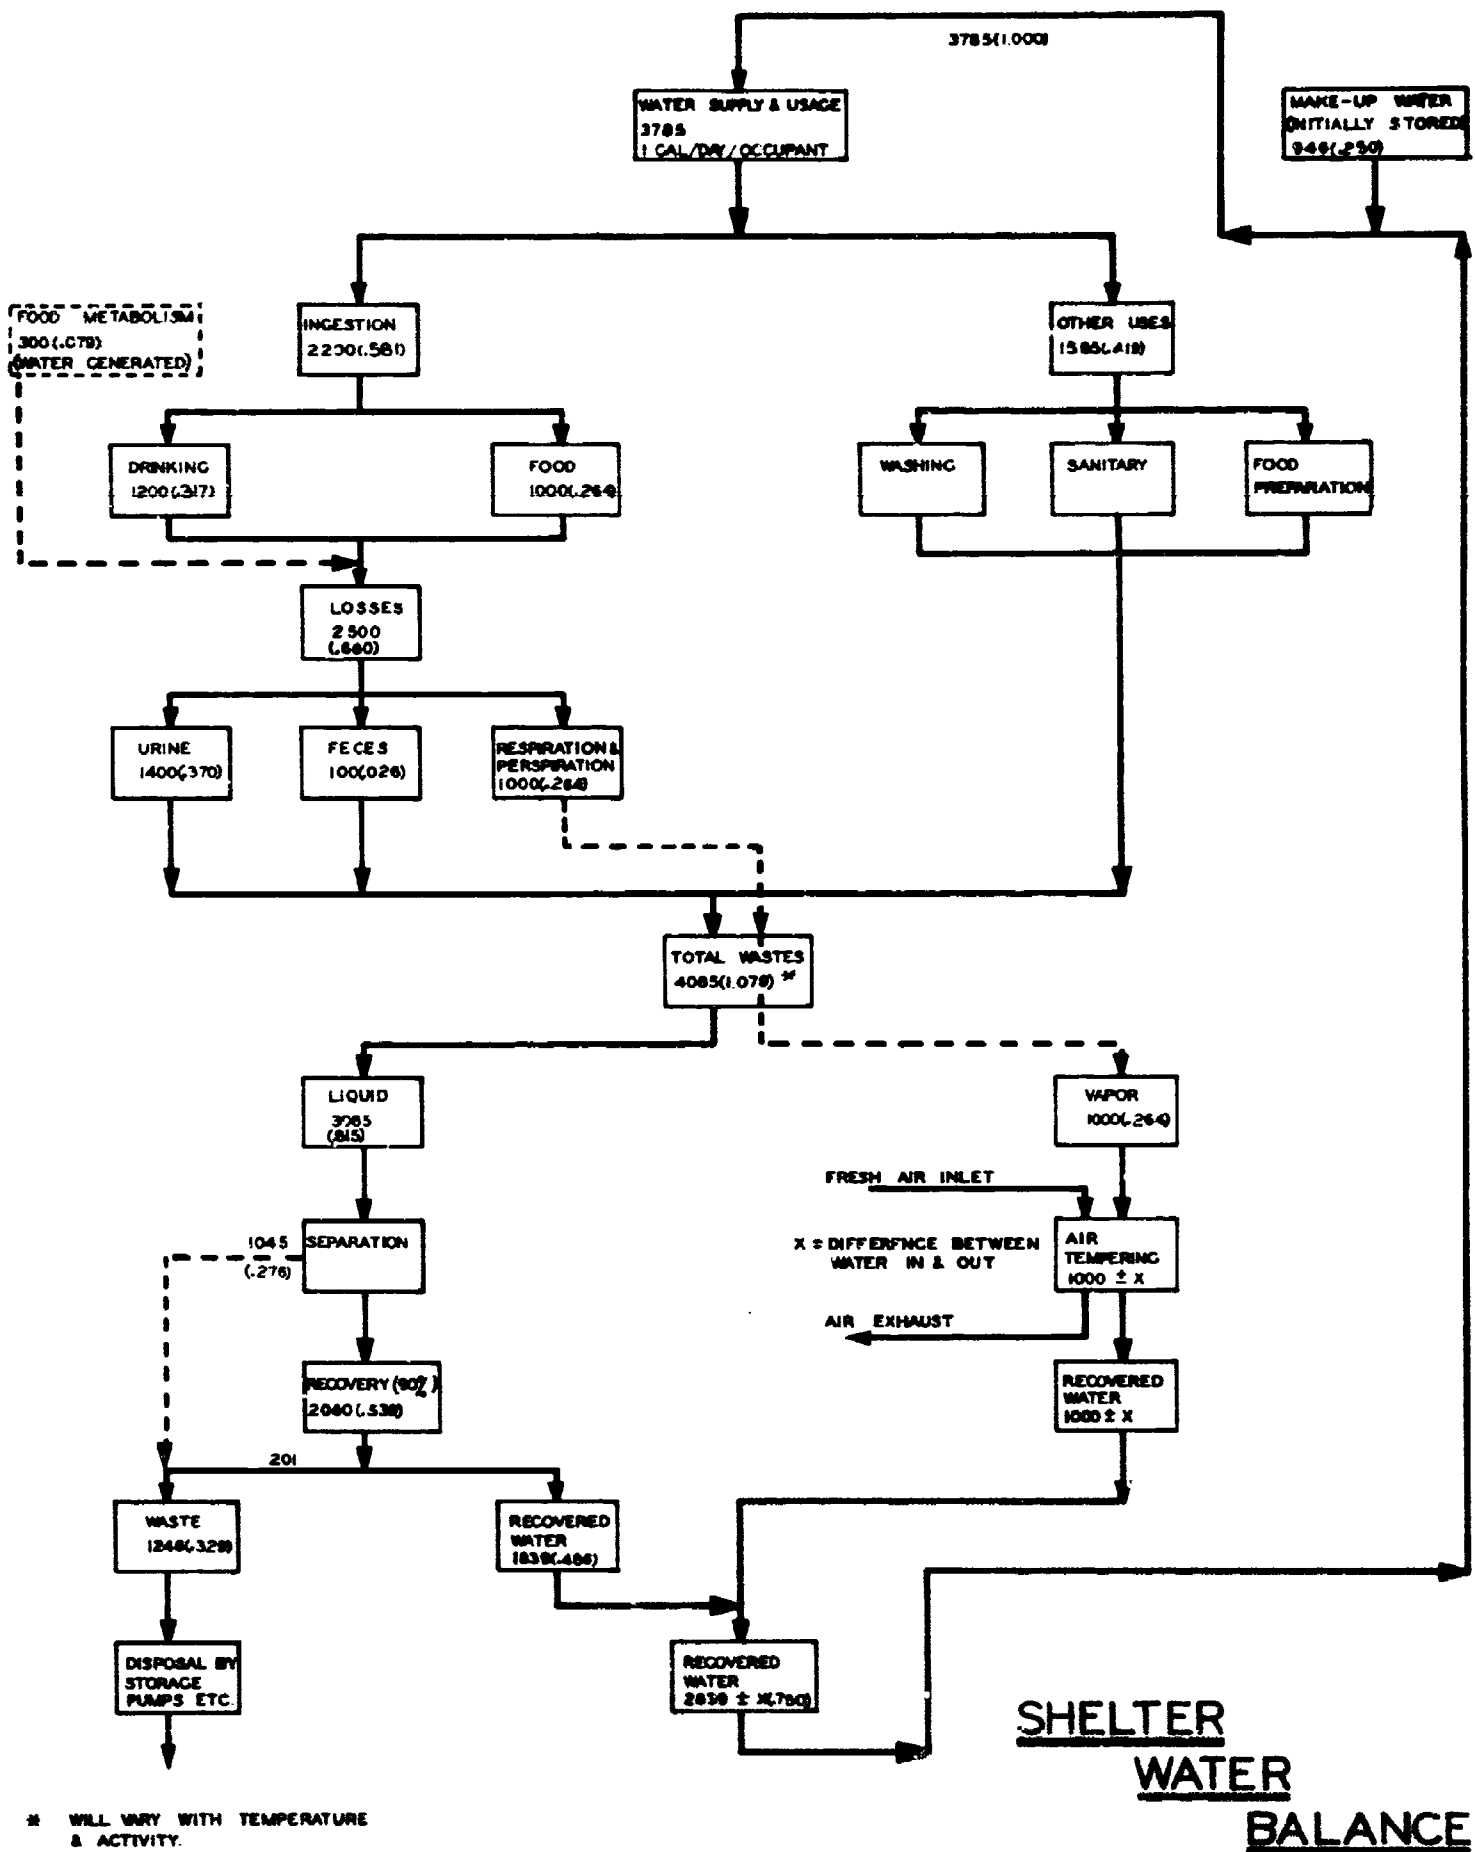 3785(1.000)
WATER SUPPLY & USAGE
3785
1 GAL/DAY/OCCUPANT
MAKE-UP WATER
(INITIALLY STORED)
946(.250)
FOOD METABOLISM
300(.079)
(WATER GENERATED)
INGESTION
2200(.581)
OTHER USES
1585(.419)
DRINKING
1200(.317)
FOOD
1000(.264)
WASHING
SANITARY
FOOD
PREPARATION
LOSSES
2500
(.660)
URINE
1400(.370)
FECES
100(.026)
RESPIRATION &
PERSPIRATION
1000(.264)
TOTAL WASTES
4085(1.079) *
LIQUID
3085
(.815)
VAPOR
1000(.264)
FRESH AIR INLET
1045
(.276)
SEPARATION
X = DIFFERENCE BETWEEN
WATER IN & OUT
AIR
TEMPERING
1000 ± X
AIR EXHAUST
RECOVERY (90%)
2040(.539)
RECOVERED
WATER
1000 ± X
201
WASTE
1246(.329)
RECOVERED
WATER
1839(.486)
DISPOSAL BY
STORAGE
PUMPS ETC.
RECOVERED
WATER
2839 ± X(.750)
SHELTER
WATER
BALANCE
* WILL VARY WITH TEMPERATURE
& ACTIVITY.